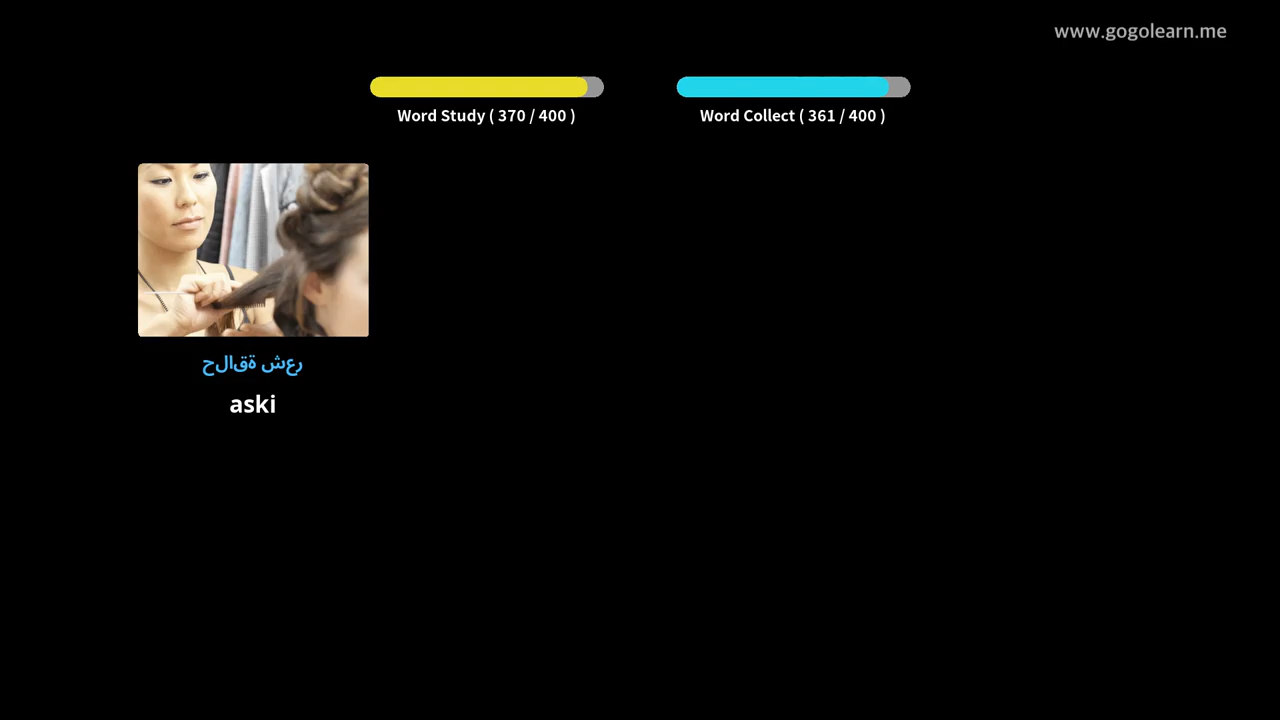 www.gogolearn.me
Word Study ( 370 / 400 )
Word Collect ( 361 / 400 )
رعش ةقالح
aski